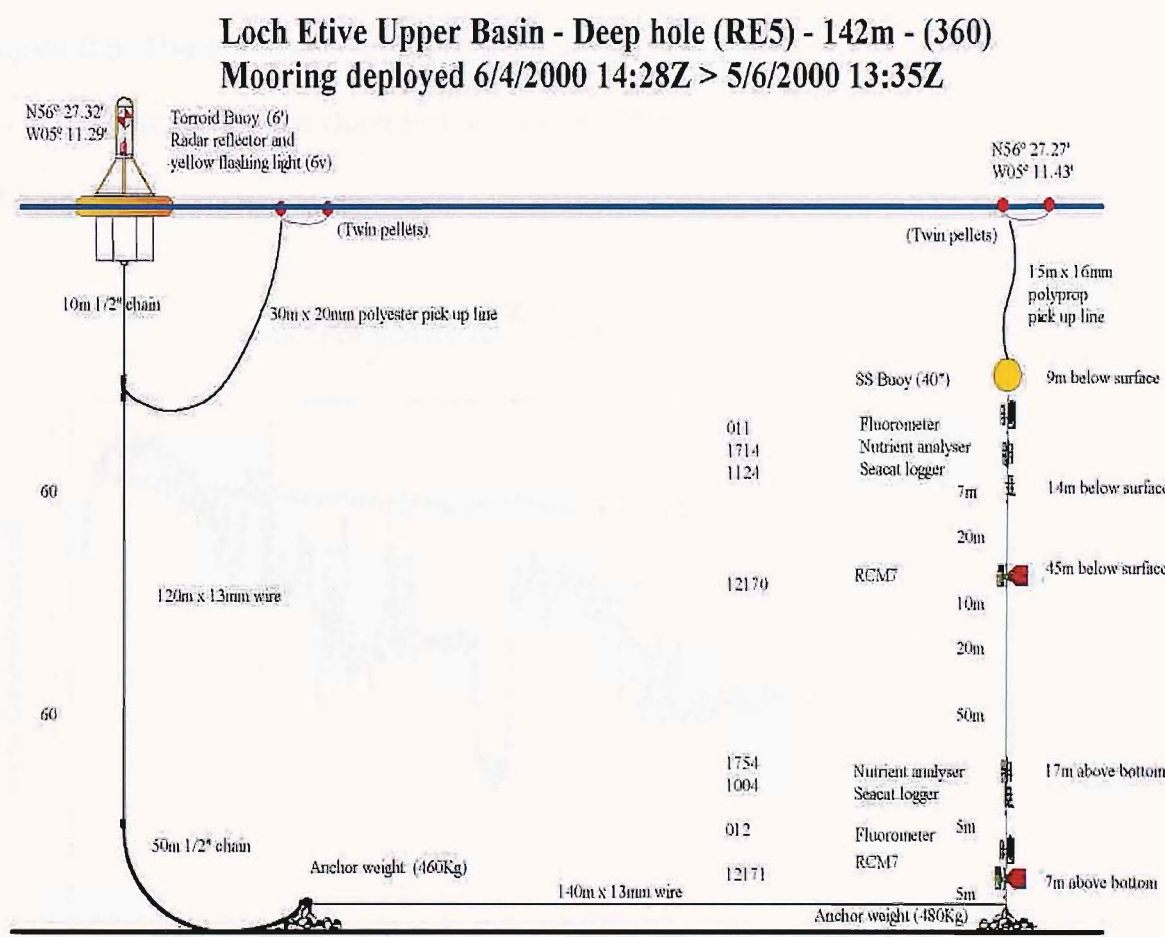 Loch Etive Upper Basin - Deep hole (RE5) - 142m - (360)
Mooring deployed 6/4/2000 14:28Z > 5/6/2000 13:35Z
N56º 27.32'
W05º 11.29'
Torroid Buoy (6')
Radar reflector and
yellow flashing light (6v)
N56º 27.27'
W05º 11.43'
(Twin pellets)
(Twin pellets)
10m 1/2" chain
30m x 20mm polyester pick up line
15m x 16mm
polyprop
pick up line
SS Buoy (40")
9m below surface
011
Fluorometer
1714
Nutrient analyser
1124
Seacat logger
60
7m
14m below surface
20m
12170
RCM7
45m below surface
120m x 13mm wire
10m
20m
60
50m
1754
Nutrient analyser
17m above bottom
1004
Seacat logger
012
Fluorometer
5m
50m 1/2" chain
RCM7
Anchor weight (460Kg)
12171
7m above bottom
140m x 13mm wire
5m
Anchor weight (480Kg)